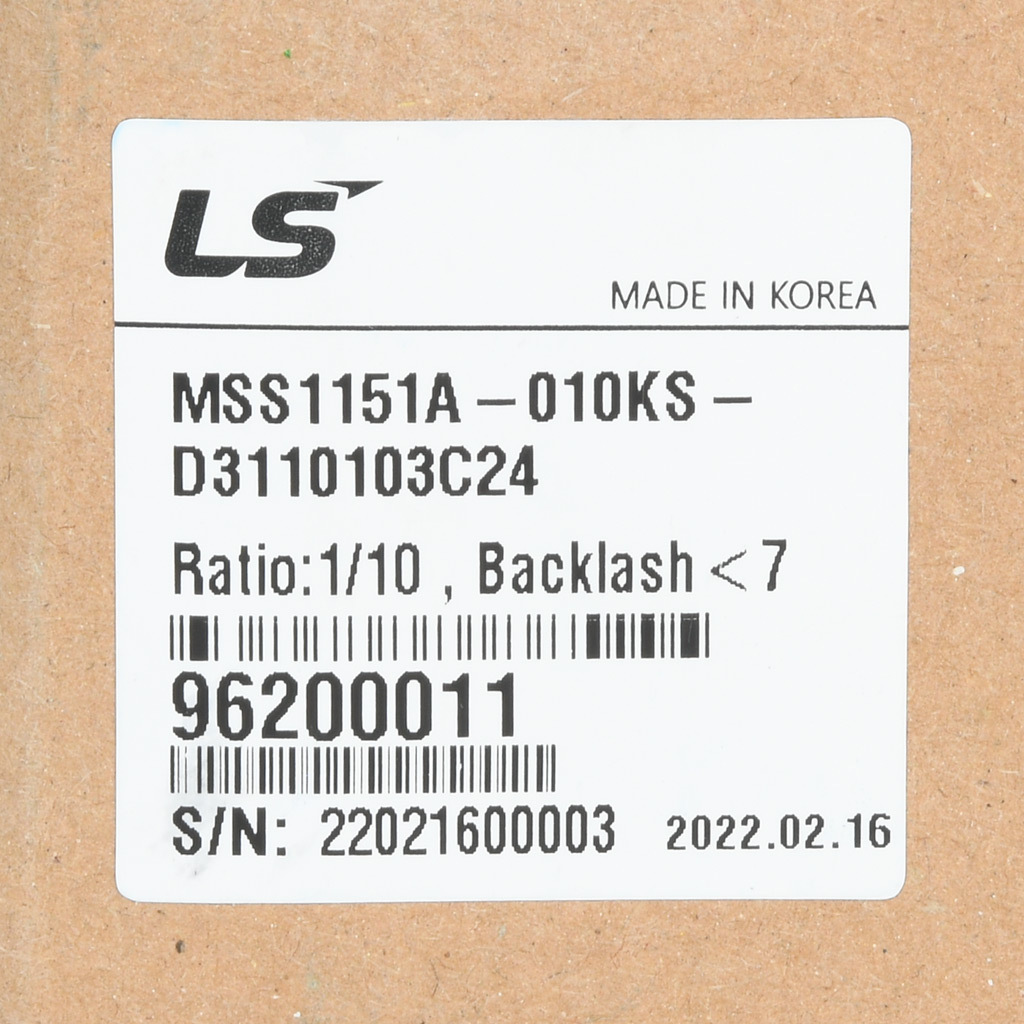 LS
MADE IN KOREA
MSS1151A-010KS-
D3110103C24
Ratio:1/10 , Backlash<7
96200011
S/N: 22021600003 2022.02.16